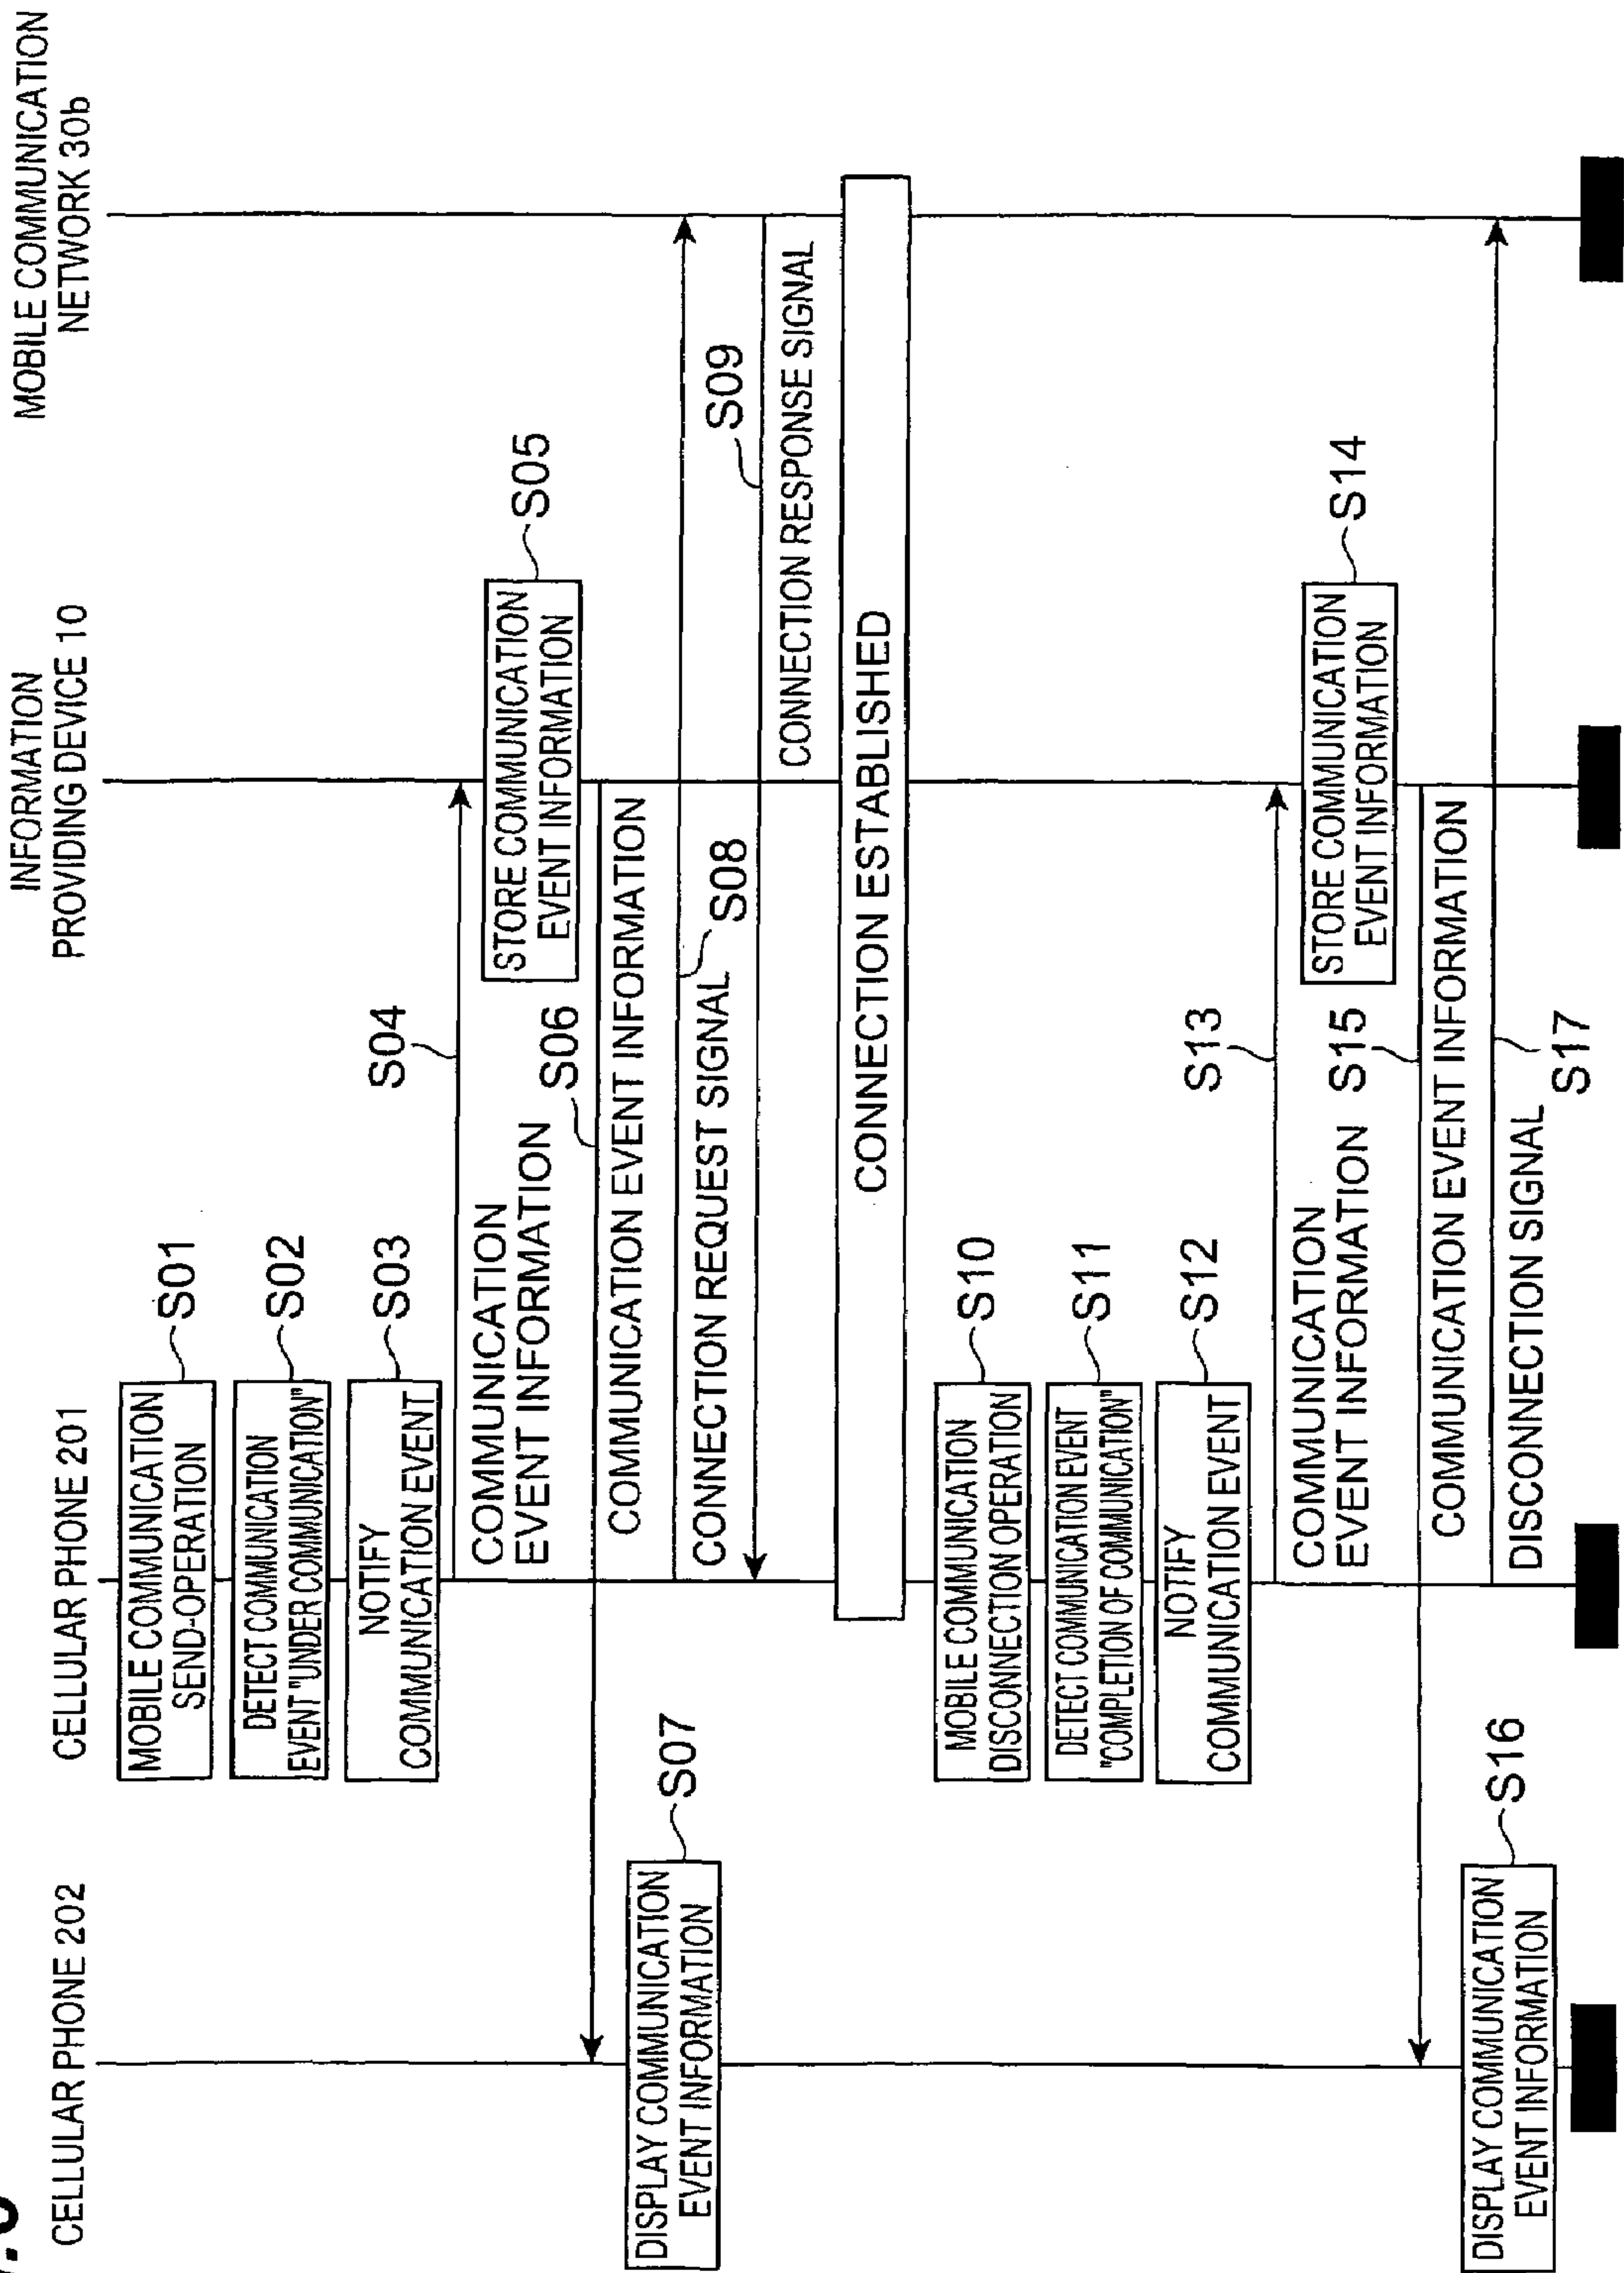 CELLULAR PHONE 202
CELLULAR PHONE 201
INFORMATION
PROVIDING DEVICE 10
MOBILE COMMUNICATION
NETWORK 30b
MOBILE COMMUNICATION
SEND-OPERATION
S01
DETECT COMMUNICATION
EVENT "UNDER COMMUNICATION"
S02
NOTIFY
COMMUNICATION EVENT
S03
S04
COMMUNICATION
EVENT INFORMATION
STORE COMMUNICATION
EVENT INFORMATION
S05
S06
COMMUNICATION EVENT INFORMATION
DISPLAY COMMUNICATION
EVENT INFORMATION
S07
S08
CONNECTION REQUEST SIGNAL
S09
CONNECTION RESPONSE SIGNAL
CONNECTION ESTABLISHED
MOBILE COMMUNICATION
DISCONNECTION OPERATION
S10
DETECT COMMUNICATION EVENT
"COMPLETION OF COMMUNICATION"
S11
NOTIFY
COMMUNICATION EVENT
S12
S13
COMMUNICATION
EVENT INFORMATION
STORE COMMUNICATION
EVENT INFORMATION
S14
S15
COMMUNICATION EVENT INFORMATION
DISPLAY COMMUNICATION
EVENT INFORMATION
S16
DISCONNECTION SIGNAL
S17